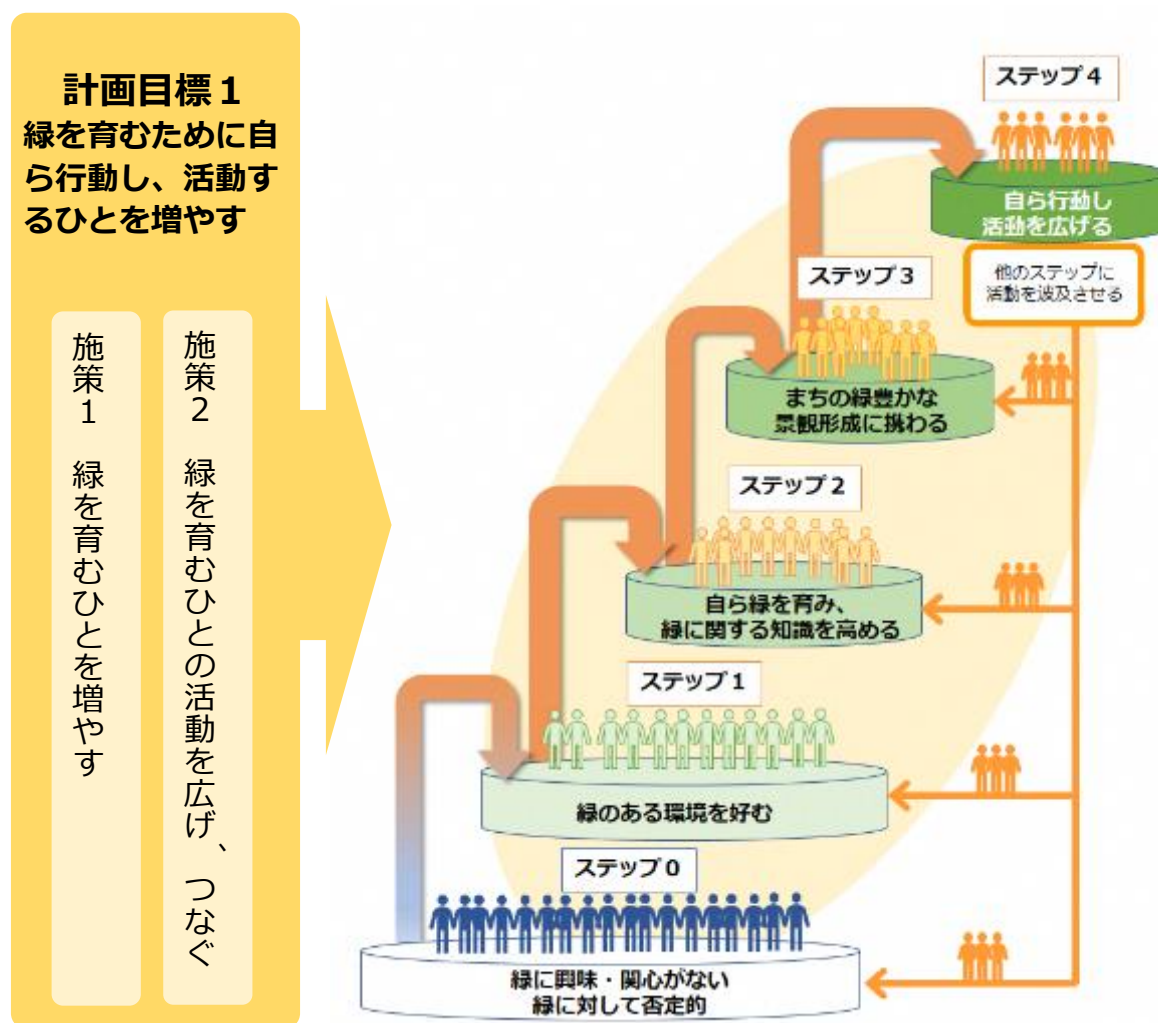 計画目標１
緑を育むために自
ら行動し、活動す
るひとを増やす
施策１　緑を育むひとを増やす
施策２　緑を育むひとの活動を広げ、つなぐ
ステップ４
自ら行動し
活動を広げる
他のステップに
活動を波及させる
ステップ３
まちの緑豊かな
景観形成に携わる
ステップ２
自ら緑を育み、
緑に関する知識を高める
ステップ１
緑のある環境を好む
ステップ０
緑に興味・関心がない
緑に対して否定的